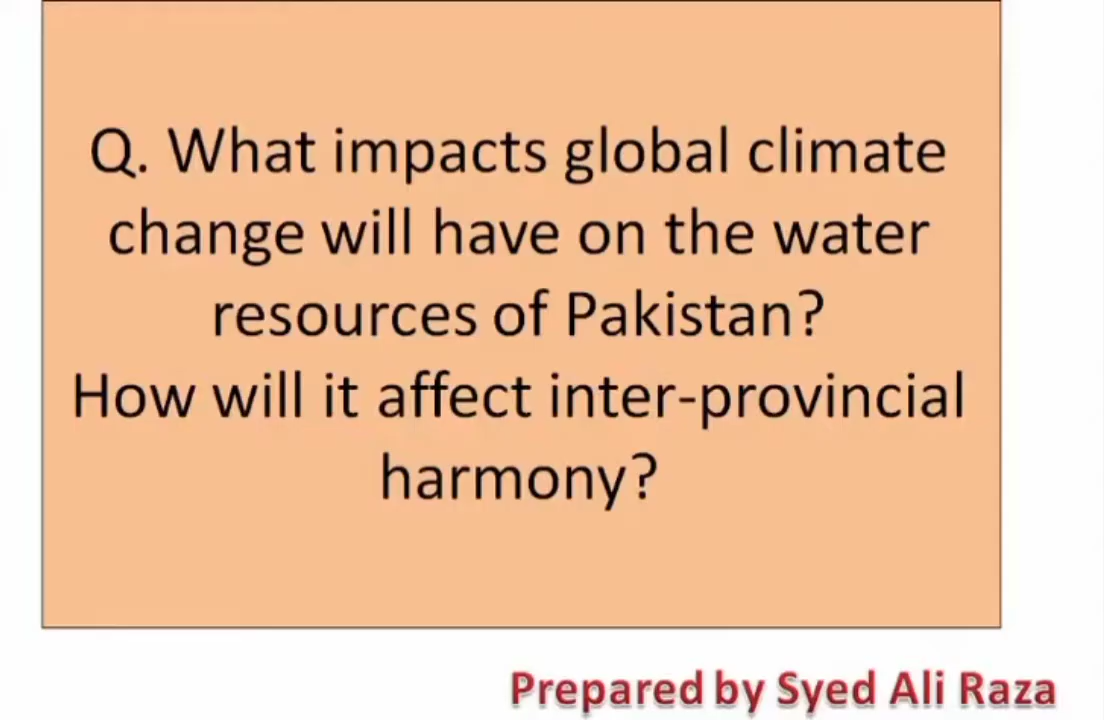 Q. What impacts global climate
change will have on the water
resources of Pakistan?
How will it affect inter-provincial
harmony?
Prepared by Syed Ali Raza